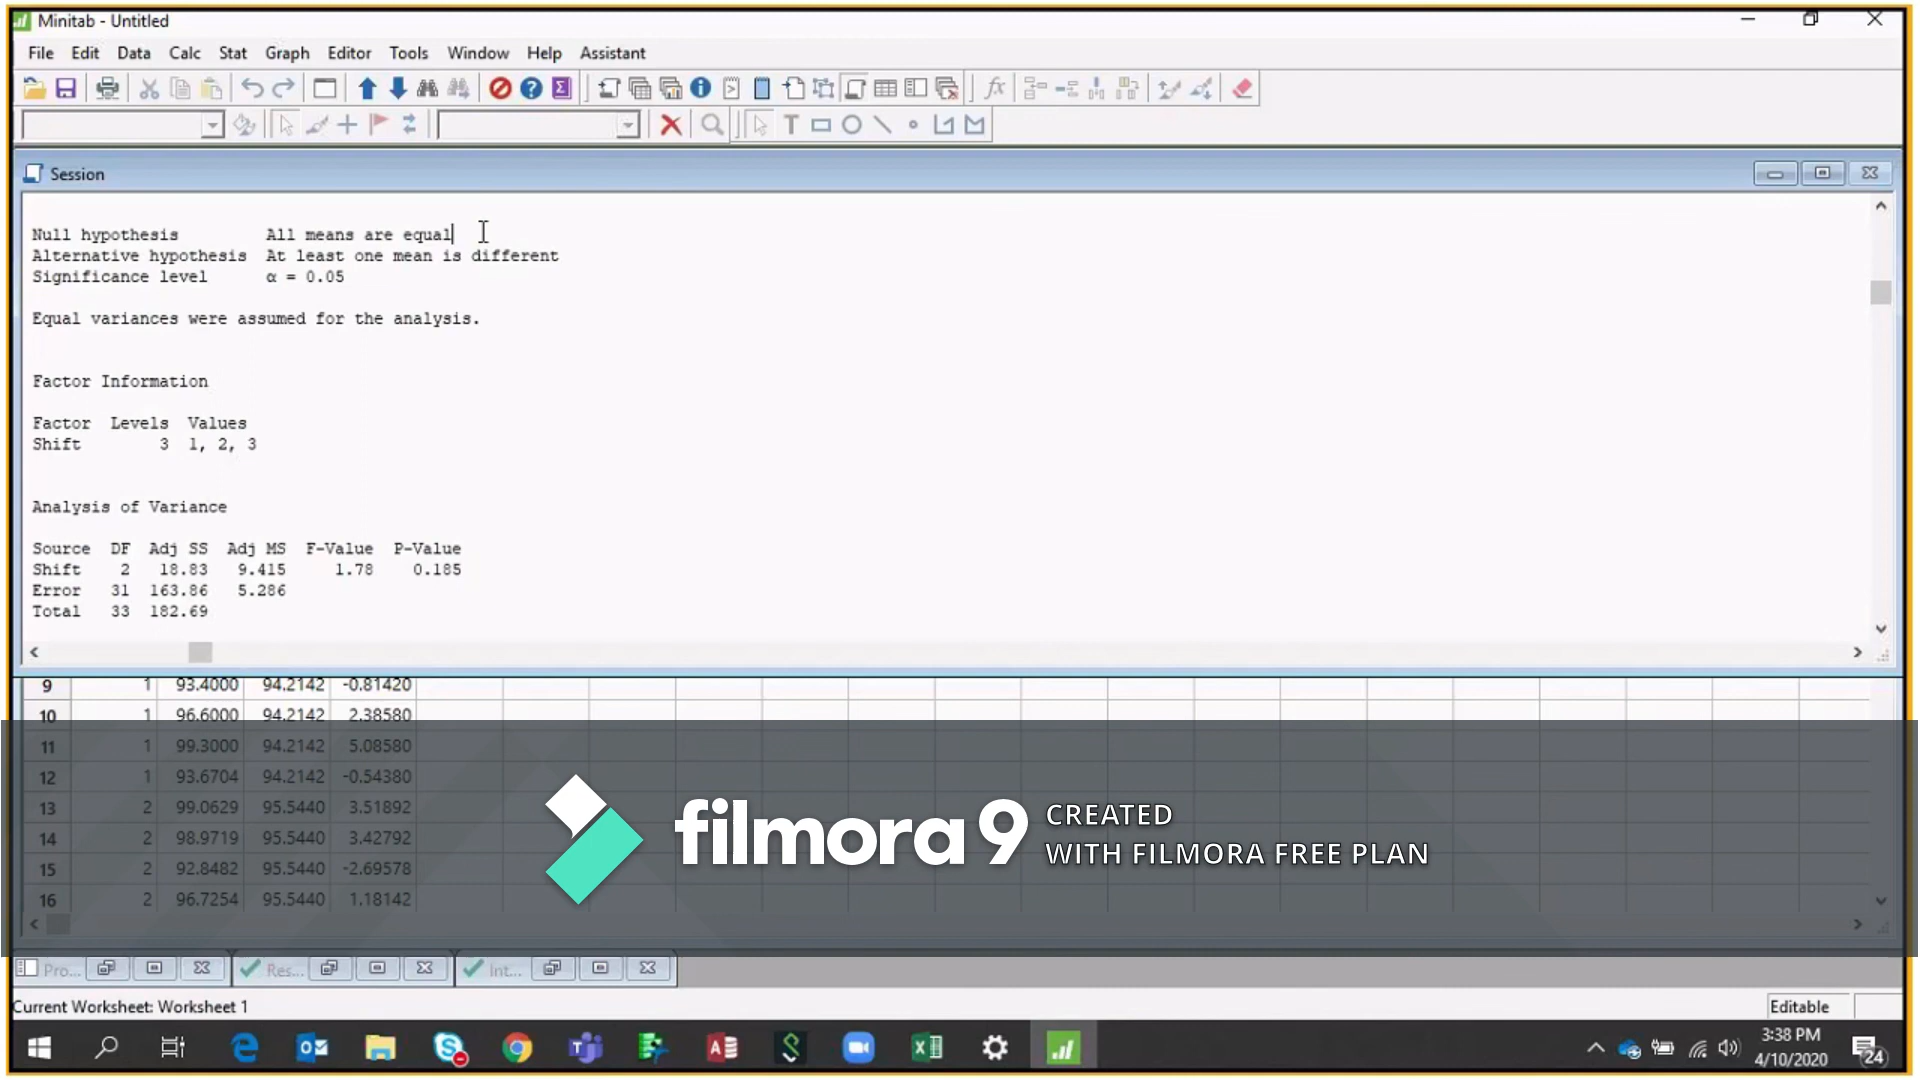 Minitab - Untitled
File Edit Data Calc Stat Graph Editor Tools Window Help Assistant
Session
Null hypothesis All means are equal
Alternative hypothesis At least one mean is different
Significance level α = 0.05
Equal variances were assumed for the analysis.
Factor Information
Factor Levels Values
Shift 3 1, 2, 3
Analysis of Variance
Source DF Adj SS Adj MS F-Value P-Value
Shift 2 18.83 9.415 1.78 0.185
Error 31 163.86 5.286
Total 33 182.69
9 1 93.4000 94.2142 -0.81420
10 1 96.6000 94.2142 2.38580
11 1 99.3000 94.2142 5.08580
12 1 93.6704 94.2142 -0.54380
13 2 99.0629 95.5440 3.51892
14 2 98.9719 95.5440 3.42792
15 2 92.8482 95.5440 -2.69578
16 2 96.7254 95.5440 1.18142
filmora 9
CREATED
WITH FILMORA FREE PLAN
Pro... Res... Int...
Current Worksheet: Worksheet 1
Editable
3:38 PM
4/10/2020
24